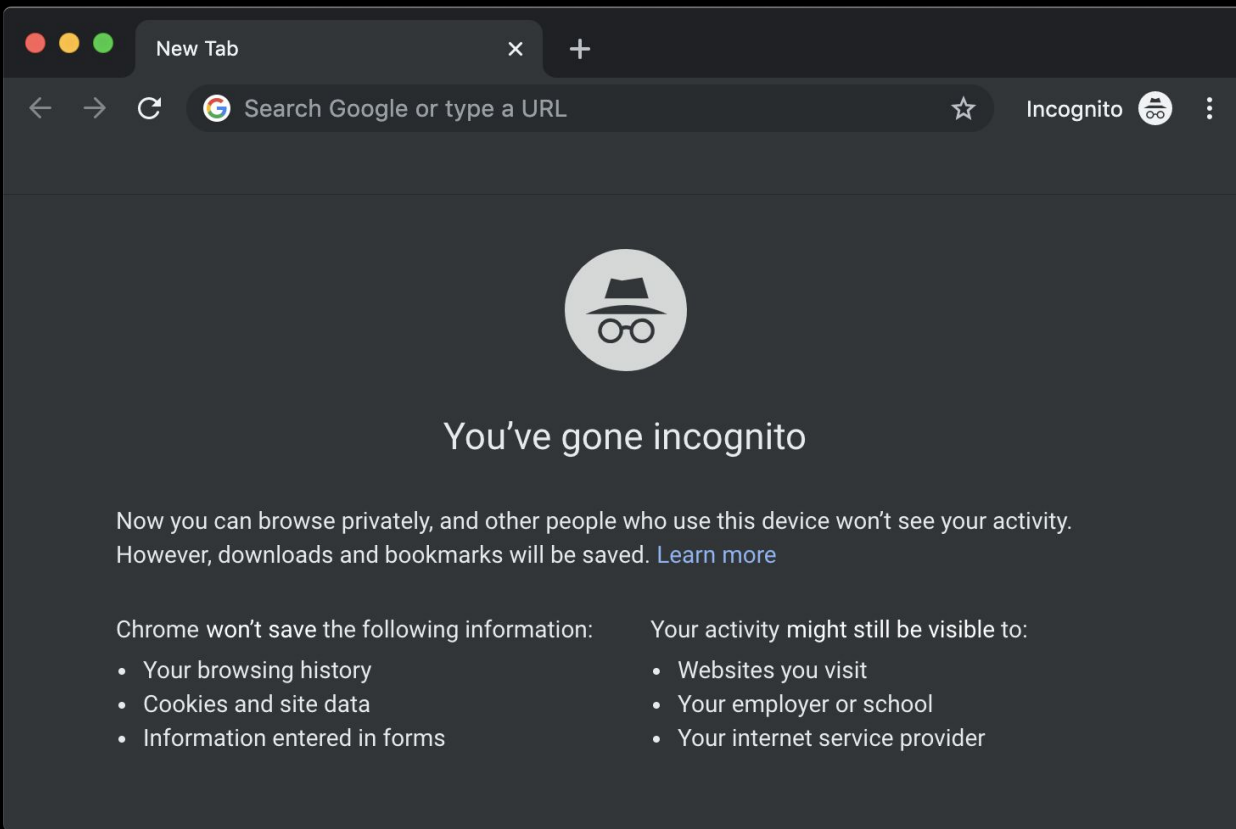 New Tab
Search Google or type a URL
Incognito
You've gone incognito
Now you can browse privately, and other people who use this device won't see your activity.
However, downloads and bookmarks will be saved. Learn more
Chrome won't save the following information:
• Your browsing history
• Cookies and site data
• Information entered in forms
Your activity might still be visible to:
• Websites you visit
• Your employer or school
• Your internet service provider